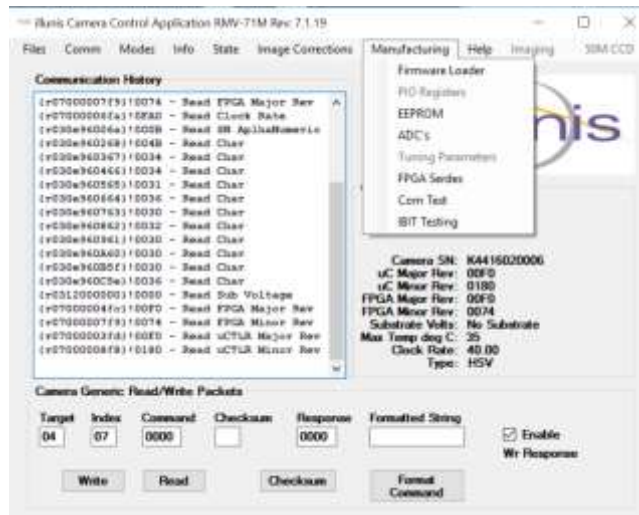 illunis Camera Control Application RMV-71M Rev: 7.1.19
Files Comm Modes Info State Image Corrections Manufacturing Help Imaging SIM CCD
Firmware Loader
PIO Registers
EEPROM
ADC's
Tuning Parameters
FPGA Serdes
Com Test
IBIT Testing
nis
Communication History
- Read FPGA Major Rev
- Read Clock Rate
- Read SN AplhaNumeric
- Read Char
- Read Char
- Read Char
- Read Char
- Read Char
- Read Char
- Read Char
- Read Char
- Read Char
- Read Char
- Read Char
- Read Char
- Read Sub Voltage
- Read FPGA Major Rev
- Read FPGA Minor Rev
- Read uCTLR Major Rev
- Read uCTLR Minor Rev
Camera SN: K4416020006
uC Major Rev: 00F0
uC Minor Rev: 0180
FPGA Major Rev: 00F0
FPGA Minor Rev: 0074
Substrate Volts: No Substrate
Max Temp deg C: 35
Clock Rate: 40.00
Type: HSV
Camera Generic Read/Write Packets
Target Index Command Checksum Response Formatted String
04 07 0000 0000
Enable
Wr Response
Write Read Checksum Format
Command